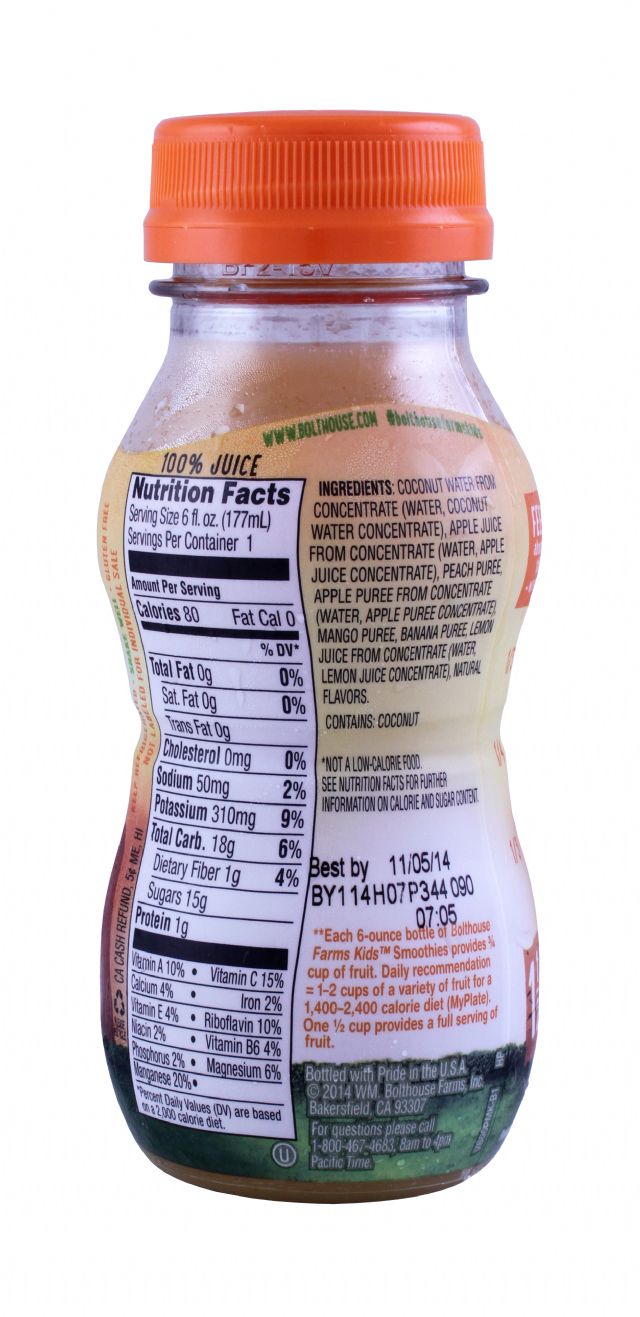 WWW.BOLTHOUSE.COM
100% JUICE
Nutrition Facts
Serving Size 6 fl. oz. (177mL)
Servings Per Container 1
Amount Per Serving
Calories 80 Fat Cal 0
% DV*
Total Fat 0g 0%
Sat. Fat 0g 0%
Trans Fat 0g
Cholesterol 0mg 0%
Sodium 50mg 2%
Potassium 310mg 9%
Total Carb. 18g 6%
Dietary Fiber 1g 4%
Sugars 15g
Protein 1g
Vitamin A 10% • Vitamin C 15%
Calcium 4% • Iron 2%
Vitamin E 4% • Riboflavin 10%
Niacin 2% • Vitamin B6 4%
Phosphorus 2% • Magnesium 6%
Manganese 20% •
*Percent Daily Values (DV) are based
on a 2,000 calorie diet.
INGREDIENTS: COCONUT WATER FROM
CONCENTRATE (WATER, COCONUT
WATER CONCENTRATE), APPLE JUICE
FROM CONCENTRATE (WATER, APPLE
JUICE CONCENTRATE), PEACH PUREE,
APPLE PUREE FROM CONCENTRATE
(WATER, APPLE PUREE CONCENTRATE)
MANGO PUREE, BANANA PUREE, LEMON
JUICE FROM CONCENTRATE (WATER,
LEMON JUICE CONCENTRATE), NATURAL
FLAVORS.
CONTAINS: COCONUT
*NOT A LOW-CALORIE FOOD.
SEE NUTRITION FACTS FOR FURTHER
INFORMATION ON CALORIE AND SUGAR CONTENT.
Best by 11/05/14
BY114H07P344 090
07:05
**Each 6-ounce bottle of Bolthouse
Farms Kids™ Smoothies provides ¾
cup of fruit. Daily recommendation
= 1-2 cups of a variety of fruit for a
1,400-2,400 calorie diet (MyPlate).
One ½ cup provides a full serving of
fruit.
Bottled with Pride in the U.S.A.
© 2014 WM. Bolthouse Farms, Inc.
Bakersfield, CA 93307
For questions please call
1-800-467-4683, 8am to 4pm
Pacific Time.
U
GLUTEN FREE
NOT LABELED FOR INDIVIDUAL SALE
CA CASH REFUND, 5¢ ME, HI